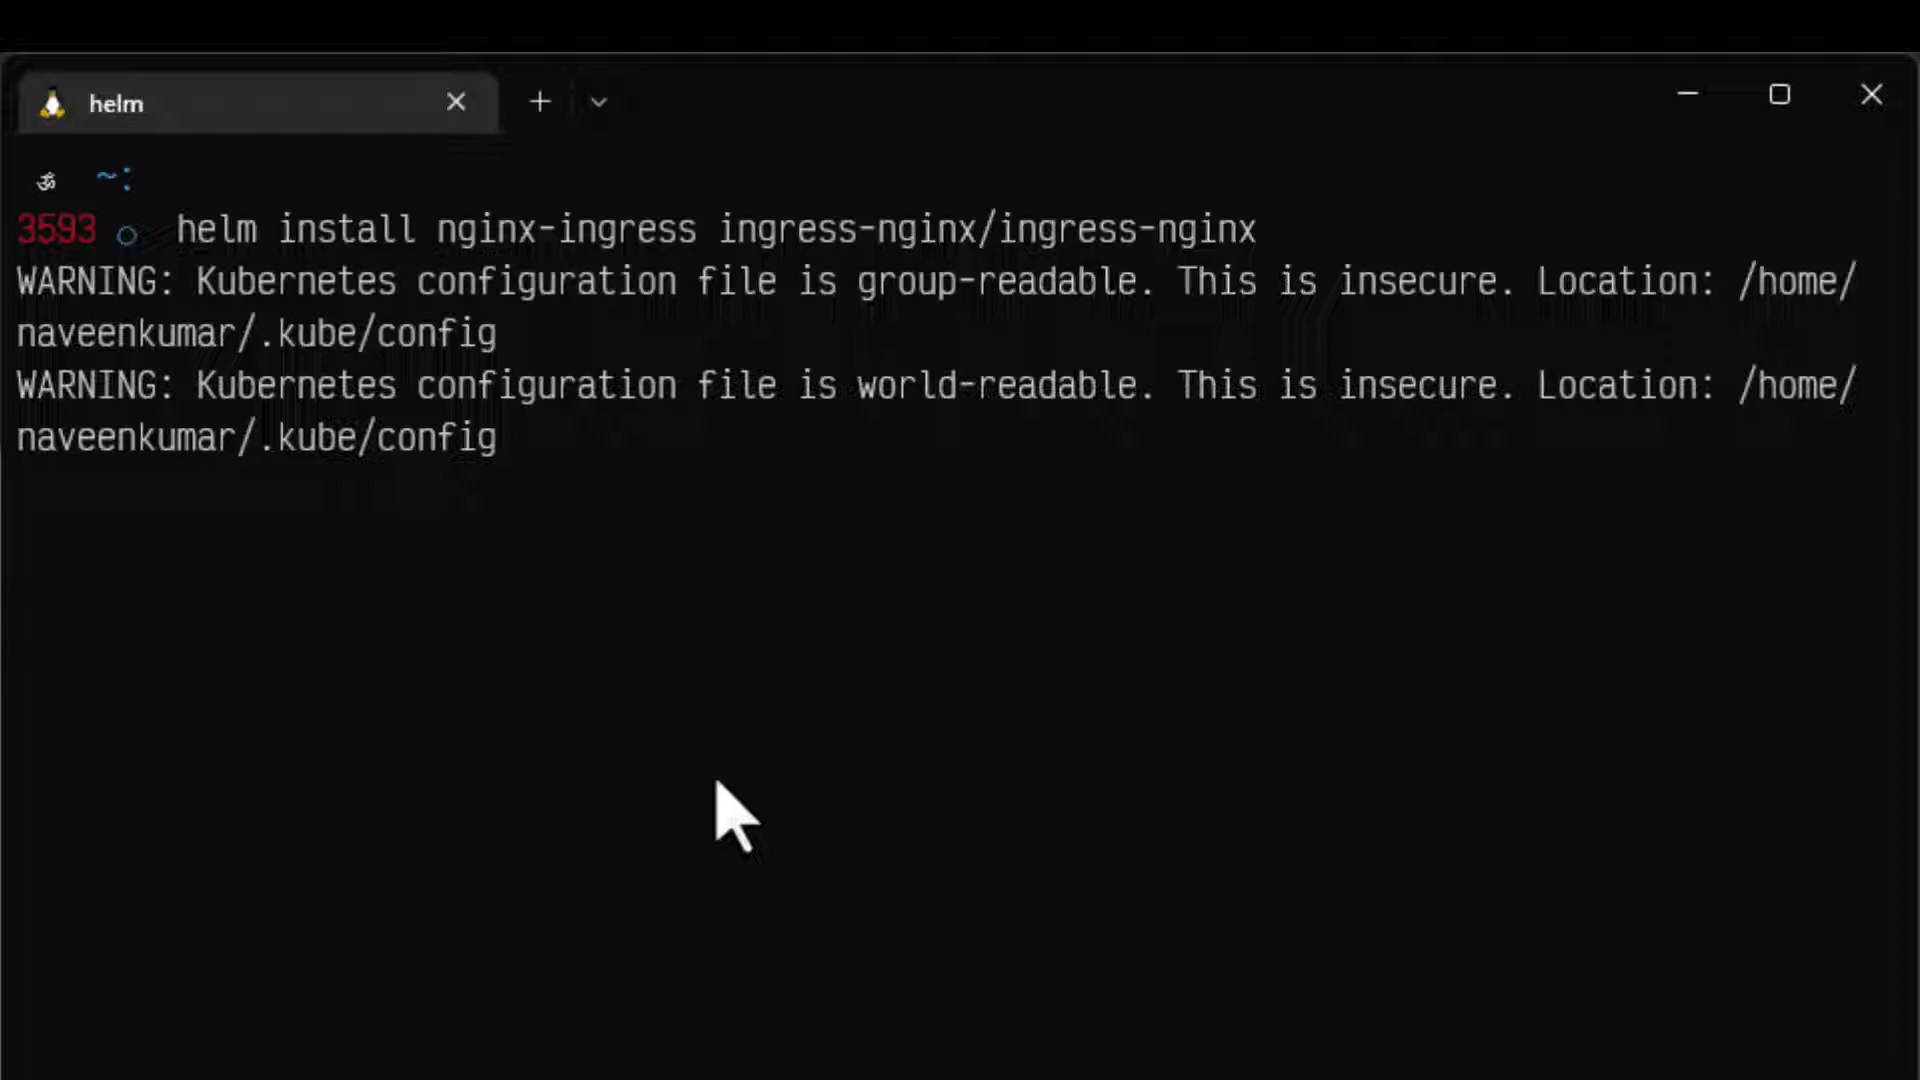 helm
ॐ ~:
3593 ○ helm install nginx-ingress ingress-nginx/ingress-nginx
WARNING: Kubernetes configuration file is group-readable. This is insecure. Location: /home/
naveenkumar/.kube/config
WARNING: Kubernetes configuration file is world-readable. This is insecure. Location: /home/
naveenkumar/.kube/config